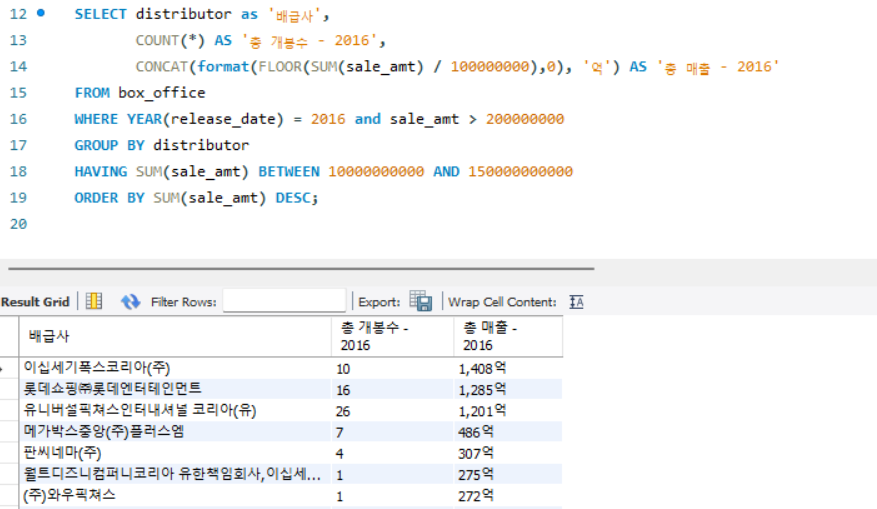 12 SELECT distributor as '배급사',
13 COUNT(*) AS '총 개봉수 - 2016',
14 CONCAT(format(FLOOR(SUM(sale_amt) / 100000000),0), '억') AS '총 매출 - 2016'
15 FROM box_office
16 WHERE YEAR(release_date) = 2016 and sale_amt > 200000000
17 GROUP BY distributor
18 HAVING SUM(sale_amt) BETWEEN 10000000000 AND 150000000000
19 ORDER BY SUM(sale_amt) DESC;
20
Result Grid Filter Rows: Export: Wrap Cell Content: IA
배급사 총 개봉수 - 2016 총 매출 - 2016
이십세기폭스코리아(주) 10 1,408억
롯데쇼핑㈜롯데엔터테인먼트 16 1,285억
유니버설픽쳐스인터내셔널 코리아(유) 26 1,201억
메가박스중앙(주)플러스엠 7 486억
판씨네마(주) 4 307억
월트디즈니컴퍼니코리아 유한책임회사,이십세... 1 275억
(주)와우픽쳐스 1 272억